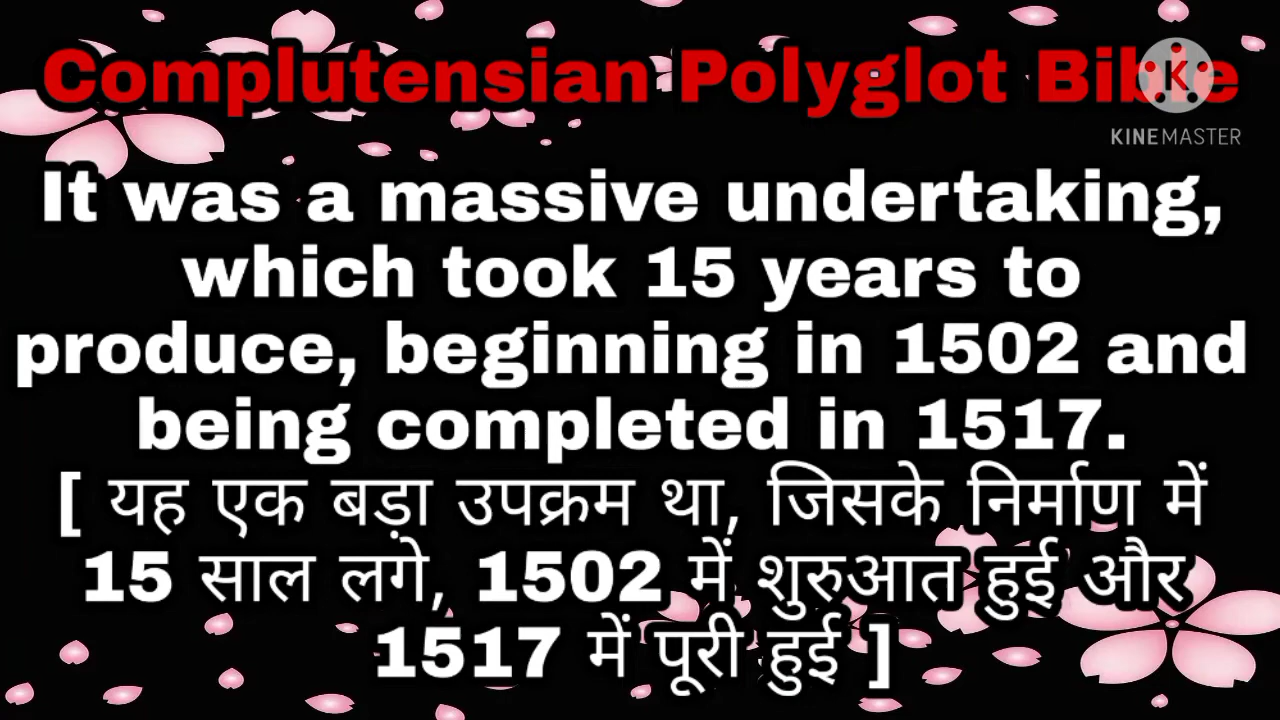 Complutensian Polyglot Bible
KINEMASTER
It was a massive undertaking,
which took 15 years to
produce, beginning in 1502 and
being completed in 1517.
[ यह एक बड़ा उपक्रम था, जिसके निर्माण में
15 साल लगे, 1502 में शुरुआत हुई और
1517 में पूरी हुई ]